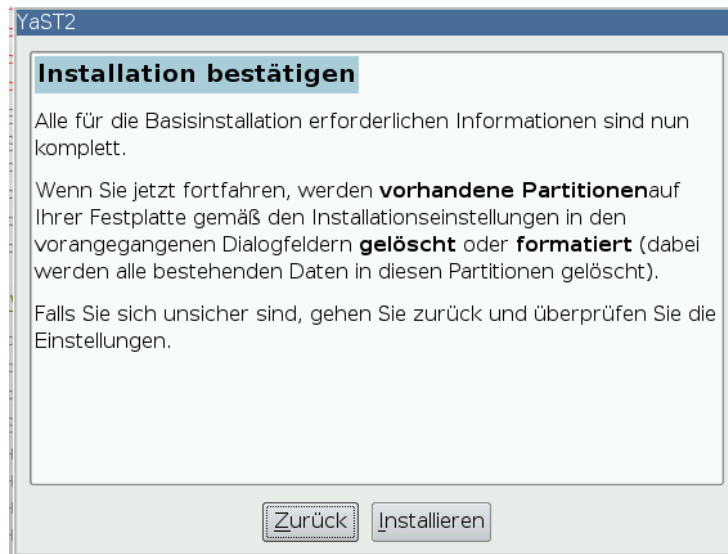 YaST2
Installation bestätigen
Alle für die Basisinstallation erforderlichen Informationen sind nun
komplett.
Wenn Sie jetzt fortfahren, werden vorhandene Partitionenauf
Ihrer Festplatte gemäß den Installationseinstellungen in den
vorangegangenen Dialogfeldern gelöscht oder formatiert (dabei
werden alle bestehenden Daten in diesen Partitionen gelöscht).
Falls Sie sich unsicher sind, gehen Sie zurück und überprüfen Sie die
Einstellungen.
Zurück
Installieren